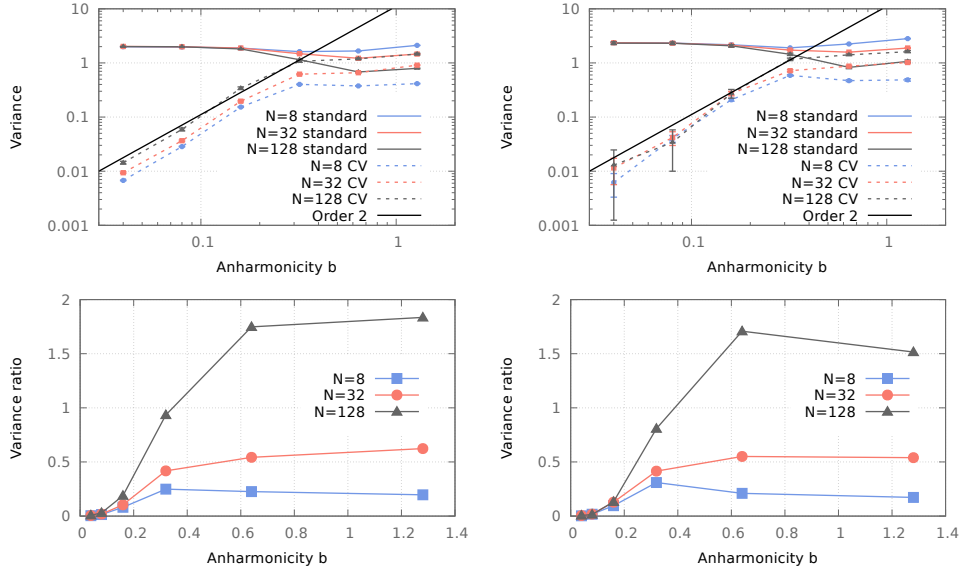 10
1
0.1
0.01
0.001
Variance
N=8 standard
N=32 standard
N=128 standard
N=8 CV
N=32 CV
N=128 CV
Order 2
0.1
1
Anharmonicity b
10
1
0.1
0.01
0.001
Variance
N=8 standard
N=32 standard
N=128 standard
N=8 CV
N=32 CV
N=128 CV
Order 2
0.1
1
Anharmonicity b
2
1.5
1
0.5
0
Variance ratio
N=8
N=32
N=128
0 0.2 0.4 0.6 0.8 1 1.2 1.4
Anharmonicity b
2
1.5
1
0.5
0
Variance ratio
N=8
N=32
N=128
0 0.2 0.4 0.6 0.8 1 1.2 1.4
Anharmonicity b